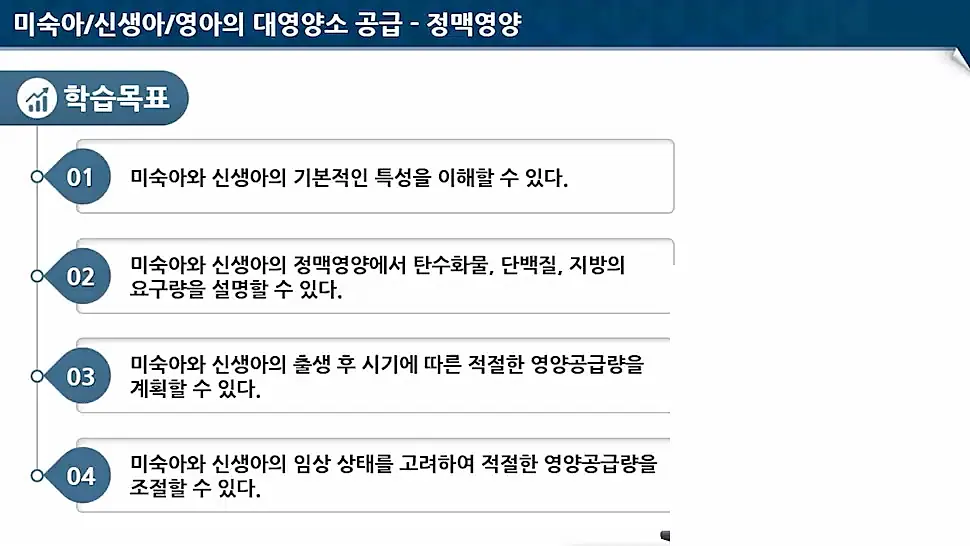 미숙아/신생아/영아의 대영양소 공급 - 정맥영양
학습목표
01
미숙아와 신생아의 기본적인 특성을 이해할 수 있다.
02
미숙아와 신생아의 정맥영양에서 탄수화물, 단백질, 지방의
요구량을 설명할 수 있다.
03
미숙아와 신생아의 출생 후 시기에 따른 적절한 영양공급량을
계획할 수 있다.
04
미숙아와 신생아의 임상 상태를 고려하여 적절한 영양공급량을
조절할 수 있다.